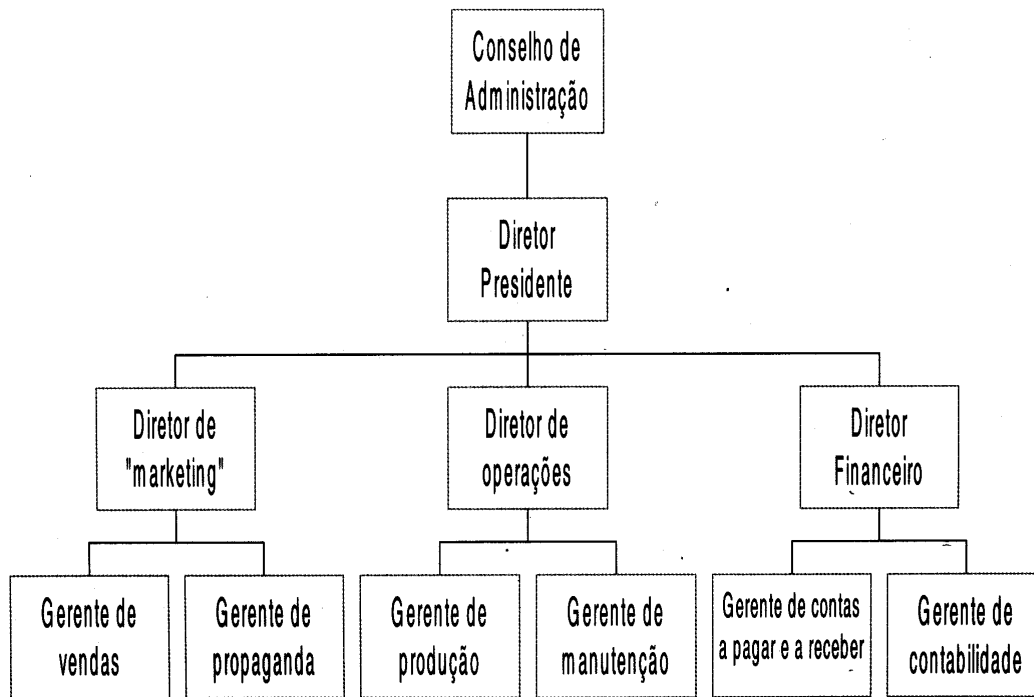 Conselho de
Administração
Diretor
Presidente
Diretor de
"marketing"
Diretor de
operações
Diretor
Financeiro
Gerente de
vendas
Gerente de
propaganda
Gerente de
produção
Gerente de
manutenção
Gerente de contas
a pagar e a receber
Gerente de
contabilidade